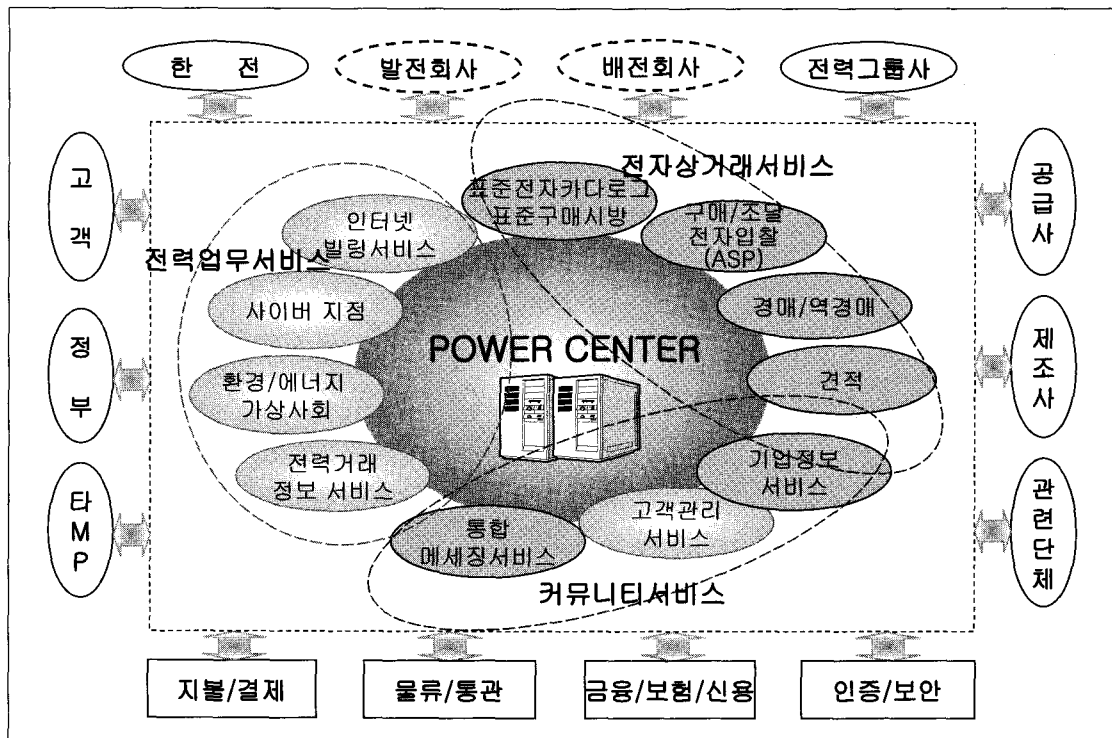 한 전
발전회사
배전회사
전력그룹사
고객
공급사
전자상거래서비스
표준전자카다로그
표준구매시방
구매/조달
전자입찰
(ASP)
인터넷
빌링서비스
전력업무서비스
사이버 지점
경매/역경매
정부
제조사
POWER CENTER
환경/에너지
가상사회
견적
전력거래
정보 서비스
기업정보
서비스
타MP
관련단체
통합
메세징서비스
고객관리
서비스
커뮤니티서비스
지불/결제
물류/통관
금융/보험/신용
인증/보안